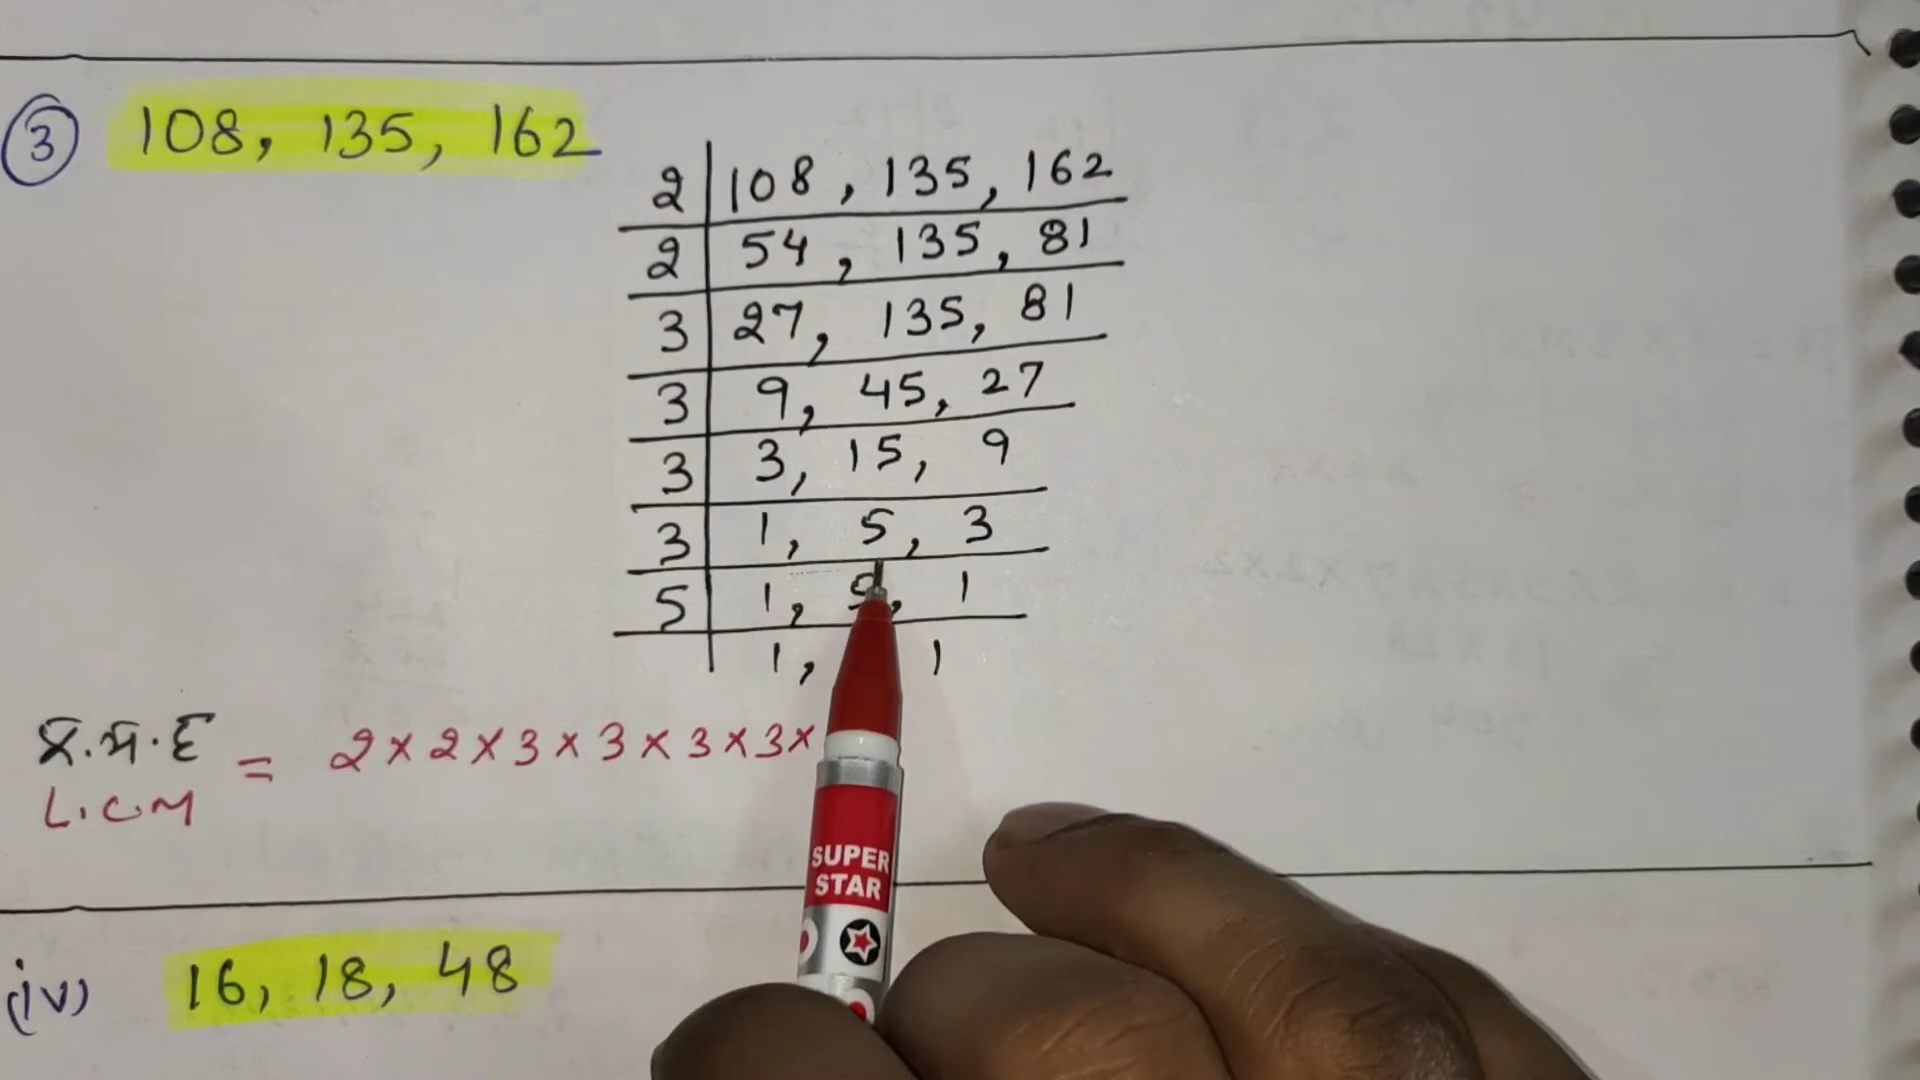 ③ 108, 135, 162
2 | 108, 135, 162
2 | 54, 135, 81
3 | 27, 135, 81
3 | 9, 45, 27
3 | 3, 15, 9
3 | 1, 5, 3
5 | 1, 5, 1
1, 1
ल.स.ह = 2×2×3×3×3×3×
L.C.M
SUPER
STAR
(iv) 16, 18, 48